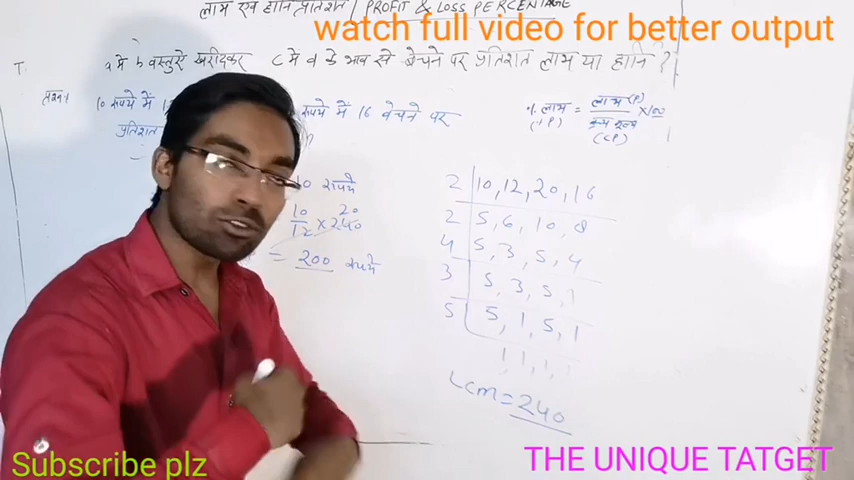 लाभ एवं हानि प्रतिशत / PROFIT & LOSS PERCENTAGE
watch full video for better output
a मे b वस्तुऐ खरीदकर c मे d के भाव से बेचने पर प्रतिशत लाभ या हानि ?
10 रुपये में 1
रुपये में 16 बेचने पर
प्रतिशत
% लाभ = लाभ (P) / क्रय मूल्य × 100
(P)
(CP)
10 रुपये
10/12 × 240
20
= 200 रुपये
2 | 10, 12, 20, 16
2 | 5, 6, 10, 8
4 | 5, 3, 5, 4
3 | 5, 3, 5, 1
5 | 5, 1, 5, 1
1, 1, 1, 1
LCM = 240
Subscribe plz
THE UNIQUE TATGET